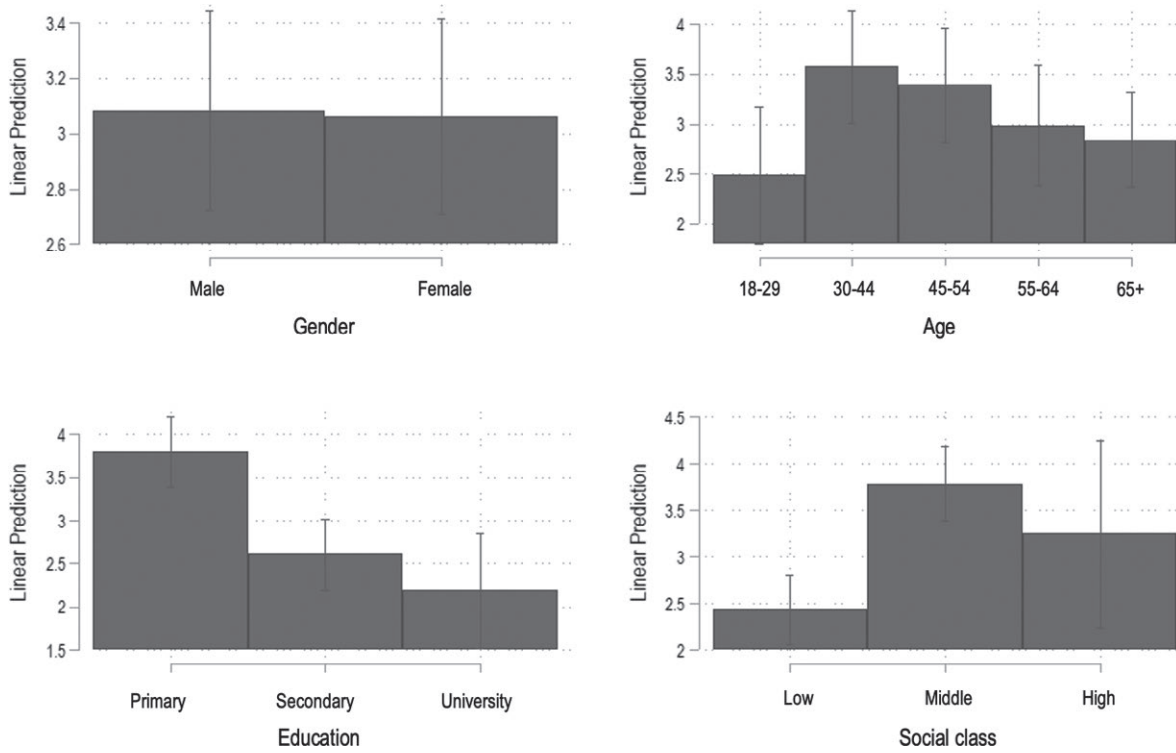 Linear Prediction
3.4
3.2
3
2.8
2.6
Male Female
Gender
Linear Prediction
4
3.5
3
2.5
2
18-29 30-44 45-54 55-64 65+
Age
Linear Prediction
4
3.5
3
2.5
2
1.5
Primary Secondary University
Education
Linear Prediction
4.5
4
3.5
3
2.5
2
Low Middle High
Social class